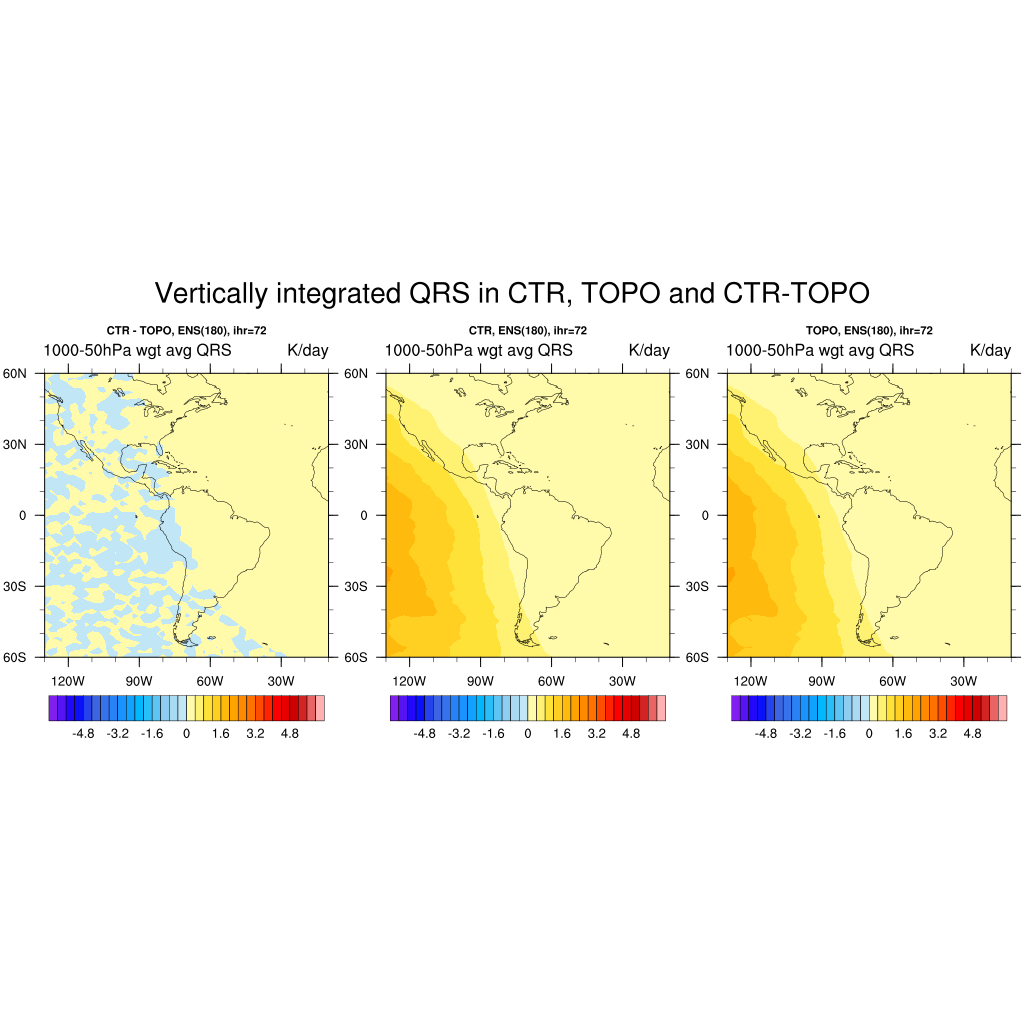 Vertically integrated QRS in CTR, TOPO and CTR-TOPO
CTR - TOPO, ENS(180), ihr=72
1000-50hPa wgt avg QRS K/day
60N
30N
0
30S
60S
120W 90W 60W 30W
-4.8 -3.2 -1.6 0 1.6 3.2 4.8
CTR, ENS(180), ihr=72
1000-50hPa wgt avg QRS K/day
60N
30N
0
30S
60S
120W 90W 60W 30W
-4.8 -3.2 -1.6 0 1.6 3.2 4.8
TOPO, ENS(180), ihr=72
1000-50hPa wgt avg QRS K/day
60N
30N
0
30S
60S
120W 90W 60W 30W
-4.8 -3.2 -1.6 0 1.6 3.2 4.8